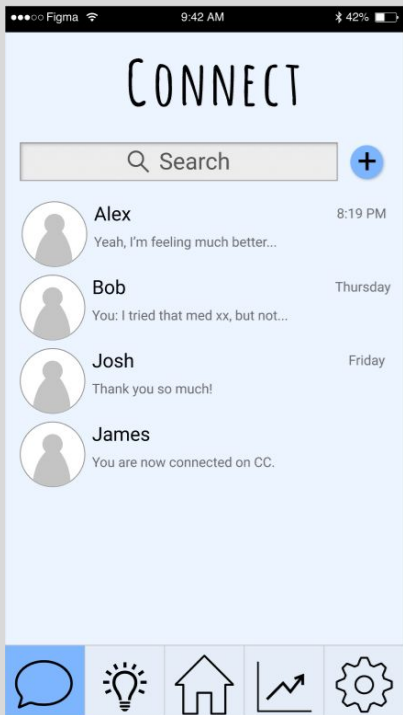 Figma 9:42 AM 42%
CONNECT
Search
+
Alex 8:19 PM
Yeah, I'm feeling much better...
Bob Thursday
You: I tried that med xx, but not...
Josh Friday
Thank you so much!
James
You are now connected on CC.